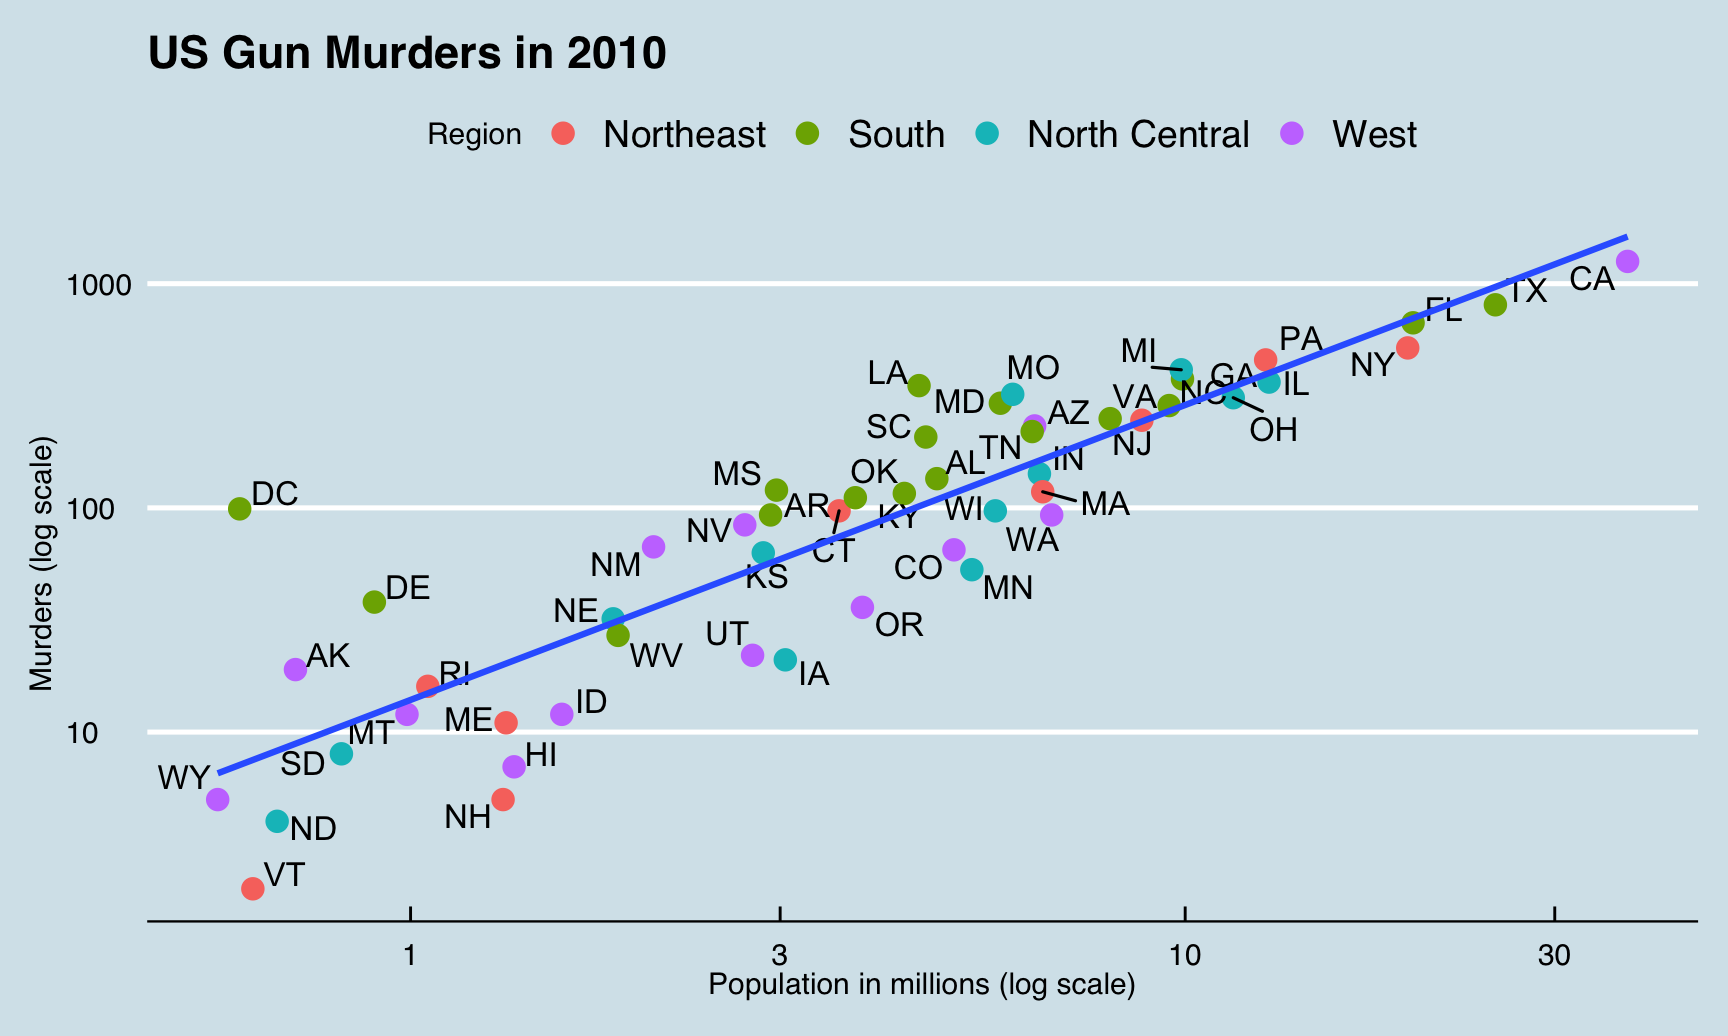 US Gun Murders in 2010
Region Northeast South North Central West
1000
100
10
Murders (log scale)
CA
TX
FL
PA
NY
MI
GA
IL
MO
LA
MD
VA
NC
OH
AZ
SC
TN
NJ
IN
AL
OK
MS
DC
AR
KY
WI
MA
NV
CT
WA
NM
KS
CO
MN
DE
NE
OR
UT
WV
AK
IA
RI
ID
ME
MT
HI
SD
WY
NH
ND
VT
1 3 10 30
Population in millions (log scale)